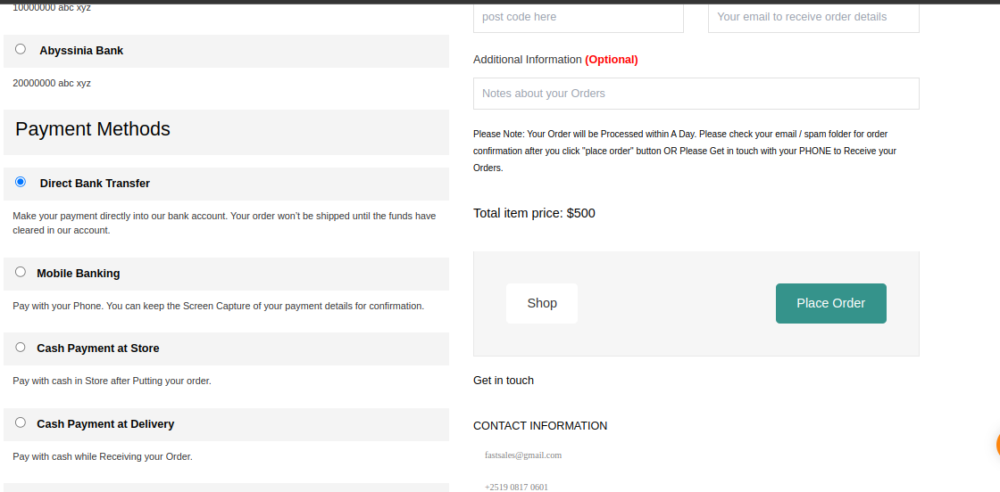 10000000 abc xyz
Abyssinia Bank
20000000 abc xyz
Payment Methods
Direct Bank Transfer
Make your payment directly into our bank account. Your order won’t be shipped until the funds have
cleared in our account.
Mobile Banking
Pay with your Phone. You can keep the Screen Capture of your payment details for confirmation.
Cash Payment at Store
Pay with cash in Store after Putting your order.
Cash Payment at Delivery
Pay with cash while Receiving your Order.
post code here
Your email to receive order details
Additional Information (Optional)
Notes about your Orders
Please Note: Your Order will be Processed within A Day. Please check your email / spam folder for order
confirmation after you click "place order" button OR Please Get in touch with your PHONE to Receive your
Orders.
Total item price: $500
Shop
Place Order
Get in touch
CONTACT INFORMATION
fastsales@gmail.com
+2519 0817 0601